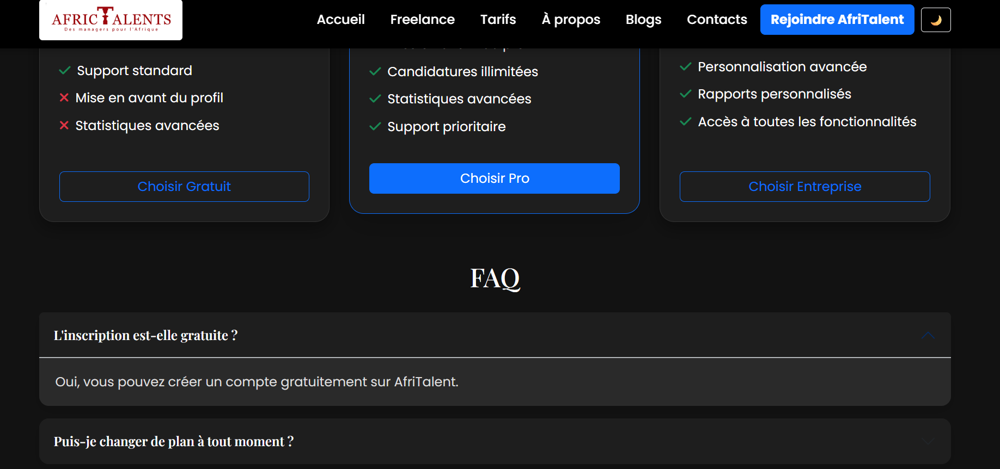 AFRICTALENTS
Des managers pour l'Afrique
Accueil
Freelance
Tarifs
À propos
Blogs
Contacts
Rejoindre AfriTalent
Support standard
Mise en avant du profil
Statistiques avancées
Choisir Gratuit
Candidatures illimitées
Statistiques avancées
Support prioritaire
Choisir Pro
Personnalisation avancée
Rapports personnalisés
Accès à toutes les fonctionnalités
Choisir Entreprise
FAQ
L'inscription est-elle gratuite ?
Oui, vous pouvez créer un compte gratuitement sur AfriTalent.
Puis-je changer de plan à tout moment ?